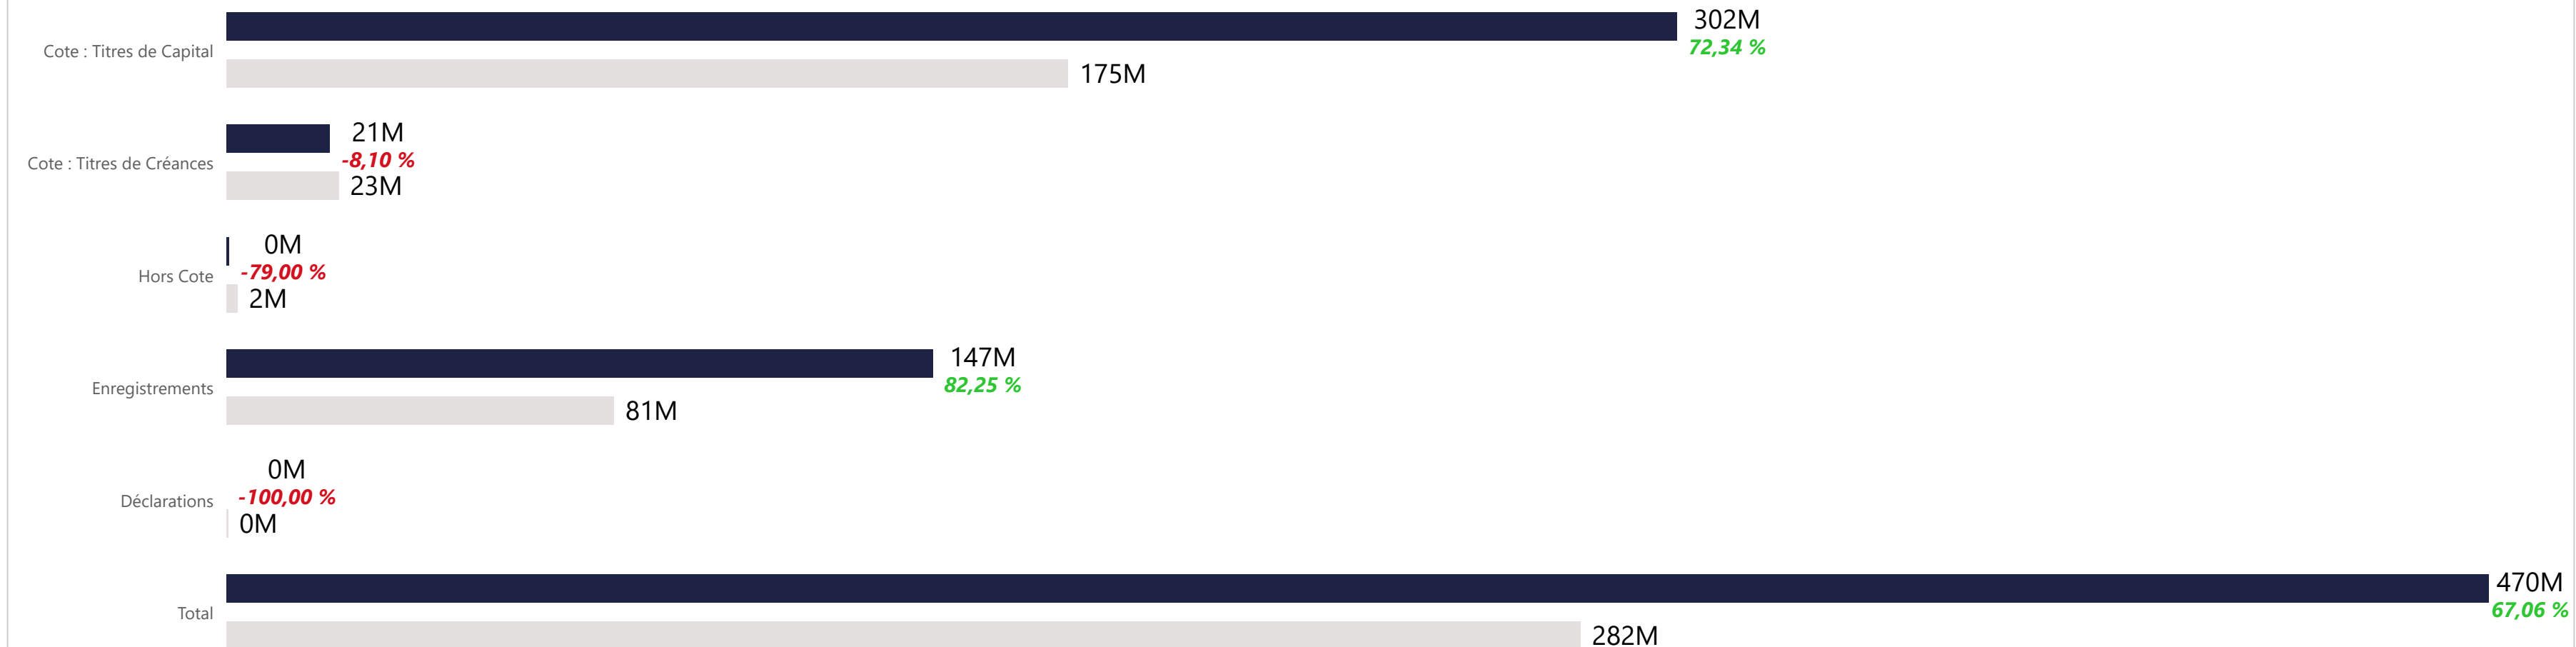 302M
72,34 %
Cote : Titres de Capital
175M
21M
-8,10 %
Cote : Titres de Créances
23M
0M
-79,00 %
Hors Cote
2M
147M
82,25 %
Enregistrements
81M
0M
-100,00 %
Déclarations
0M
470M
67,06 %
Total
282M